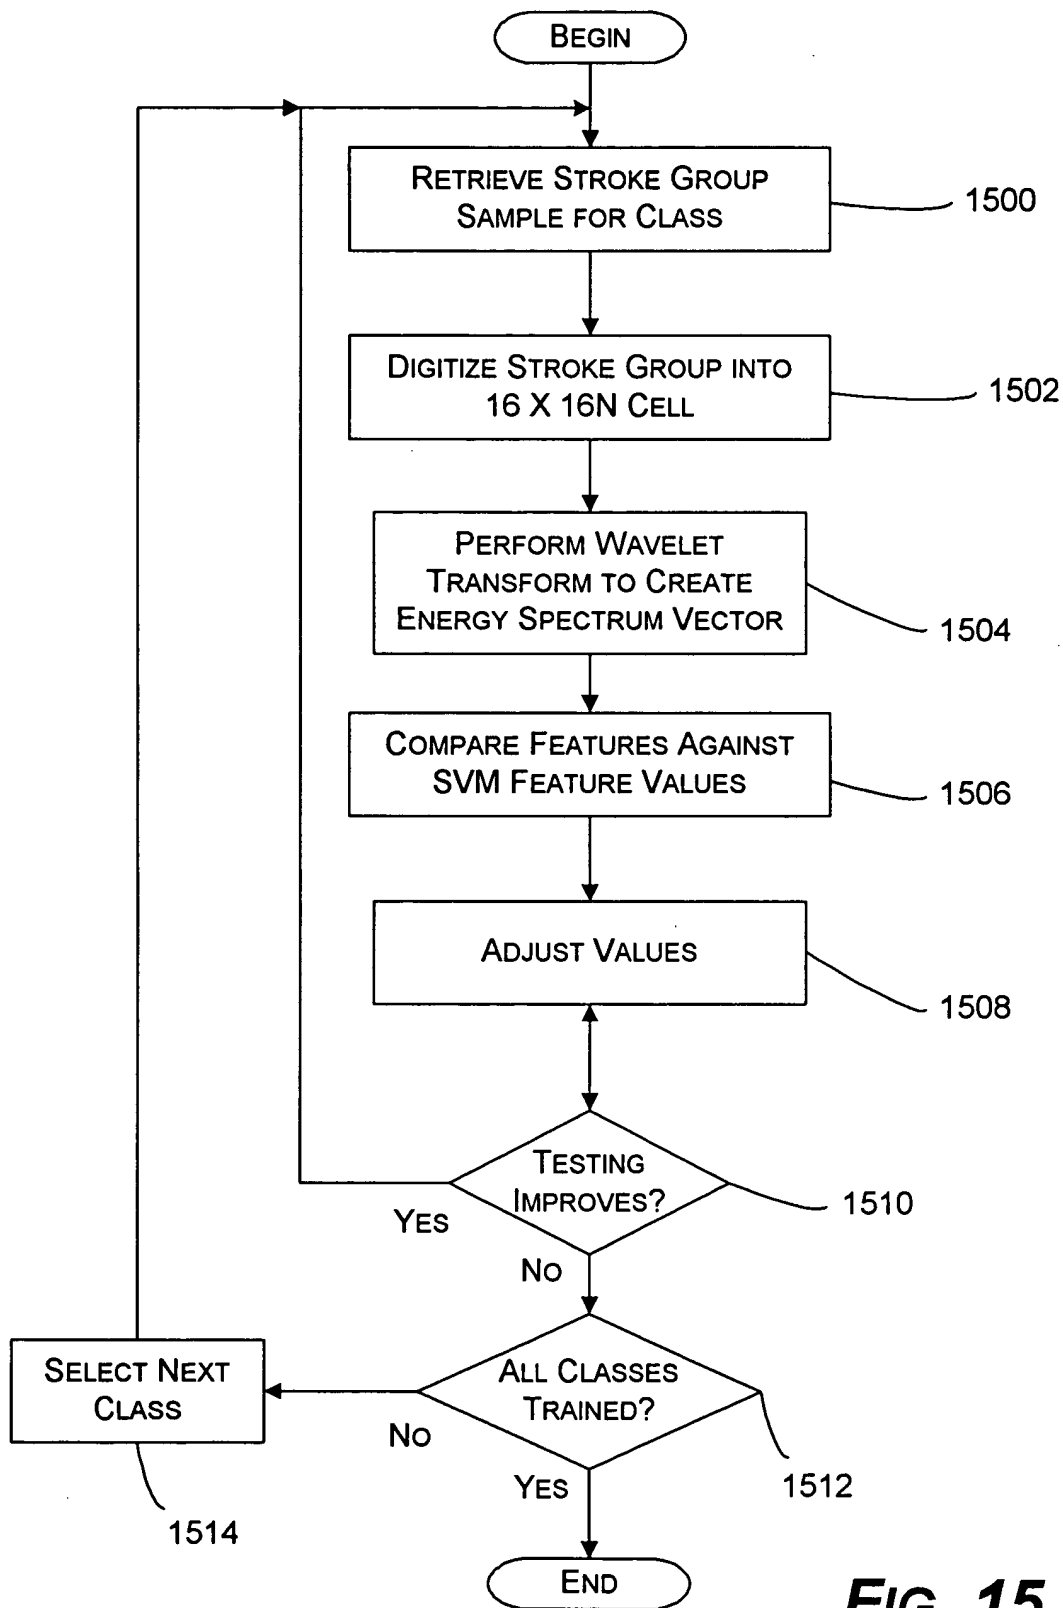 BEGIN
RETRIEVE STROKE GROUP
SAMPLE FOR CLASS
1500
DIGITIZE STROKE GROUP INTO
16 X 16N CELL
1502
PERFORM WAVELET
TRANSFORM TO CREATE
ENERGY SPECTRUM VECTOR
1504
COMPARE FEATURES AGAINST
SVM FEATURE VALUES
1506
ADJUST VALUES
1508
TESTING
IMPROVES?
1510
YES
NO
ALL CLASSES
TRAINED?
1512
NO
YES
SELECT NEXT
CLASS
1514
END
FIG. 15